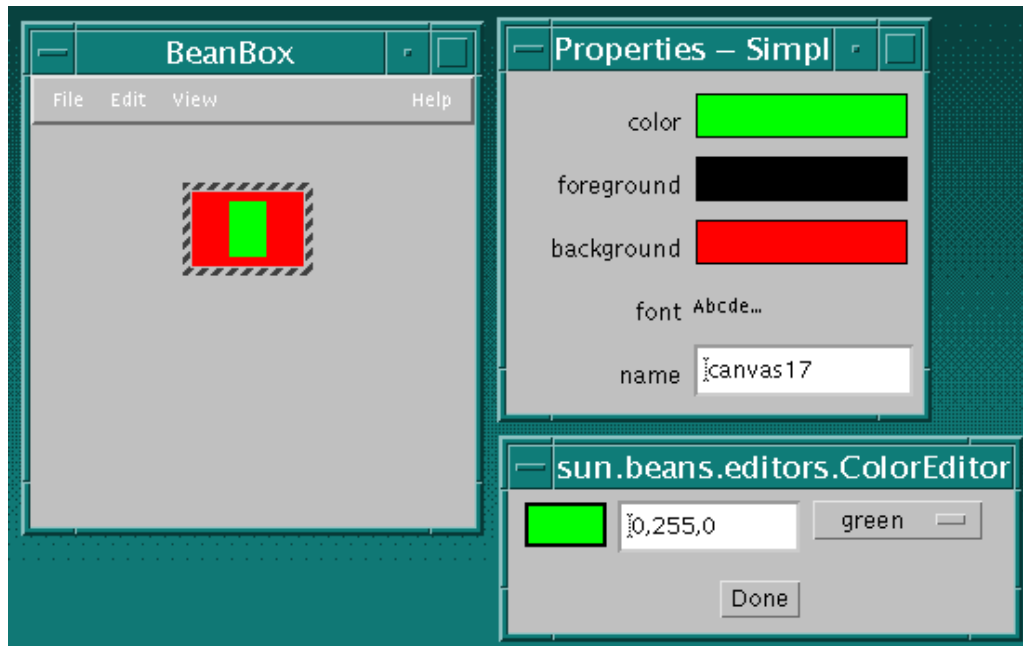 BeanBox
File Edit View Help
Properties – Simpl
color
foreground
background
font Abcde...
name canvas17
sun.beans.editors.ColorEditor
0,255,0 green
Done